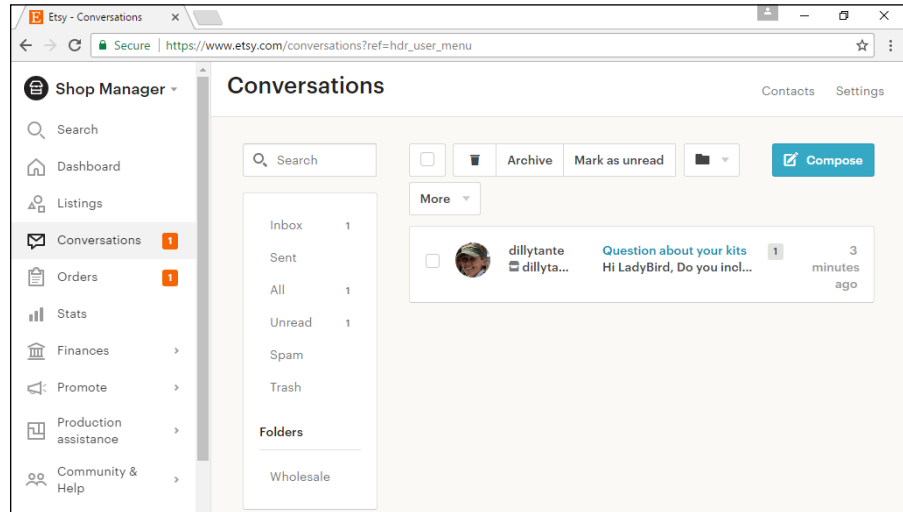 Etsy - Conversations
Secure | https://www.etsy.com/conversations?ref=hdr_user_menu
Shop Manager
Search
Dashboard
Listings
Conversations 1
Orders 1
Stats
Finances
Promote
Production
assistance
Community &
Help
Conversations
Contacts Settings
Search
Archive Mark as unread
Compose
More
Inbox 1
Sent
All 1
Unread 1
Spam
Trash
Folders
Wholesale
dillytante Question about your kits 1 3
dillyta... Hi LadyBird, Do you incl... minutes
ago